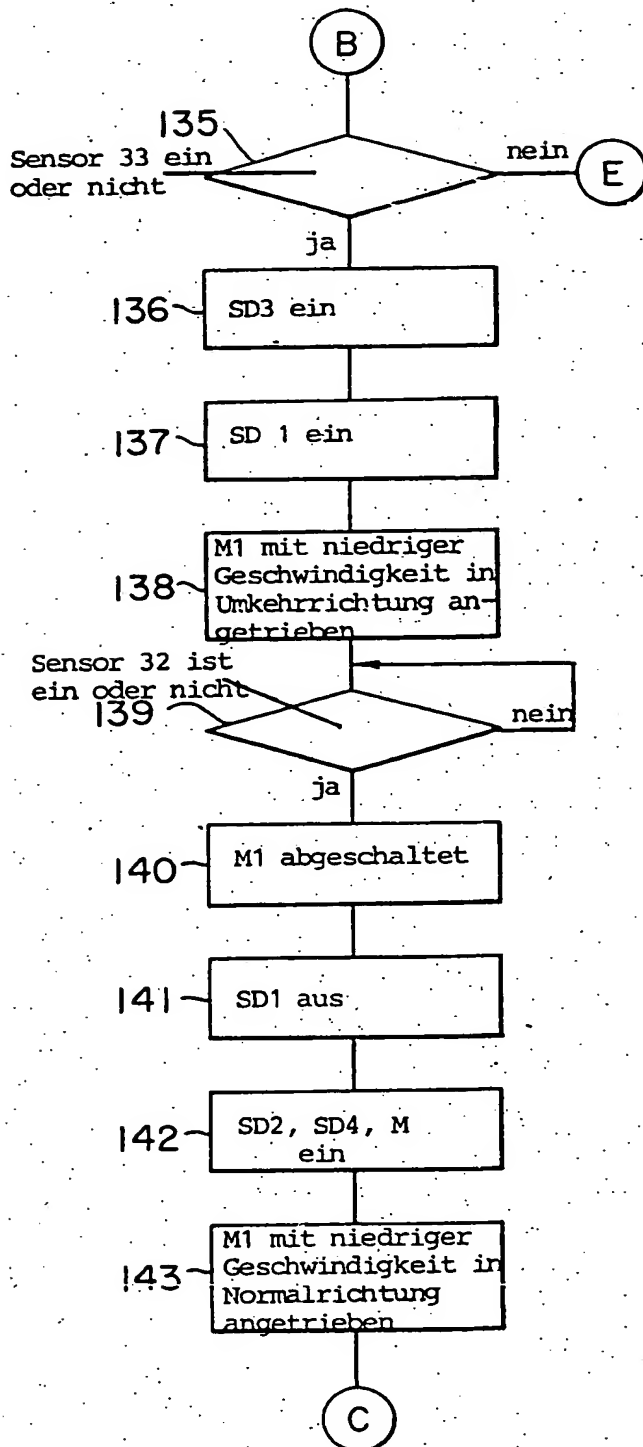 B
135
Sensor 33 ein
oder nicht
nein
E
ja
136
SD3 ein
137
SD 1 ein
138
M1 mit niedriger
Geschwindigkeit in
Umkehrrichtung an-
getrieben
Sensor 32 ist
ein oder nicht
139
nein
ja
140
M1 abgeschaltet
141
SD1 aus
142
SD2, SD4, M
ein
143
M1 mit niedriger
Geschwindigkeit in
Normalrichtung
angetrieben
C